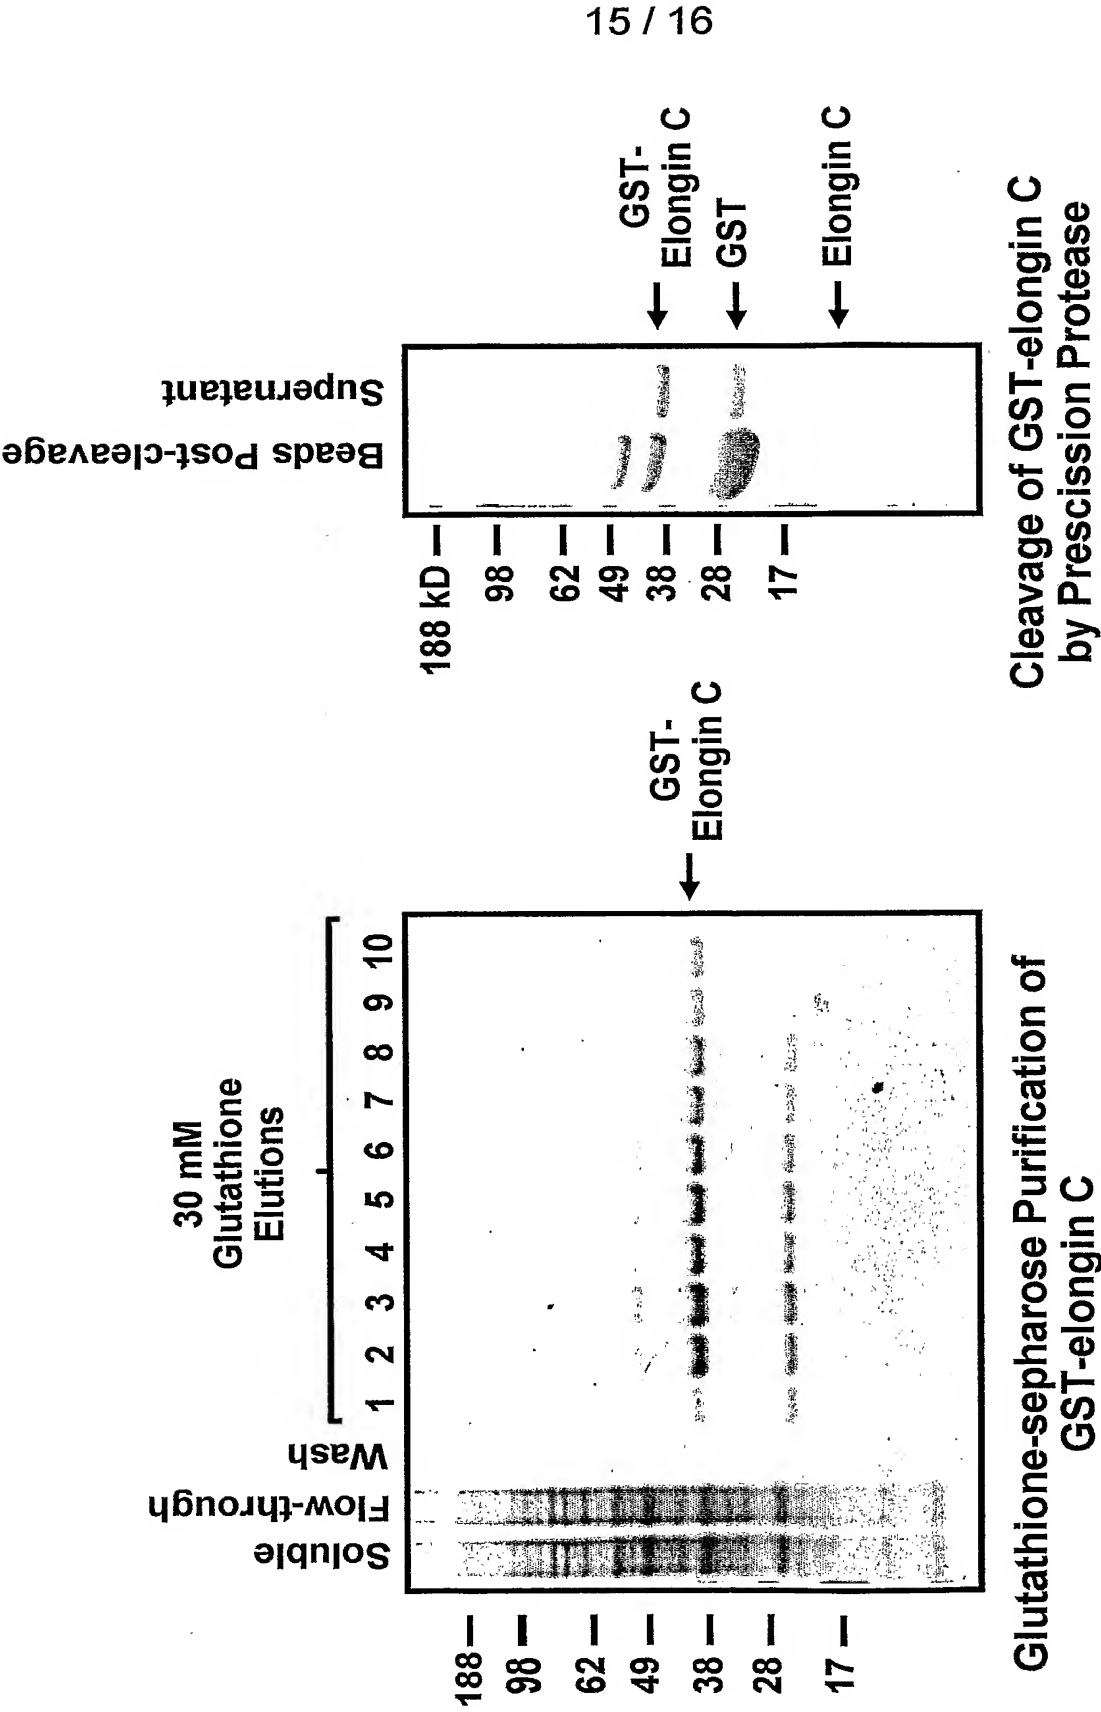 15 / 16
30 mM
Glutathione
Elutions
Soluble
Flow-through
Wash
1 2 3 4 5 6 7 8 9 10
188
98
62
49
38
28
17
GST-
Elongin C
Glutathione-sepharose Purification of
GST-elongin C
Beads Post-cleavage
Supernatant
188 kD
98
62
49
38
28
17
GST-
Elongin C
GST
Elongin C
Cleavage of GST-elongin C
by Prescission Protease